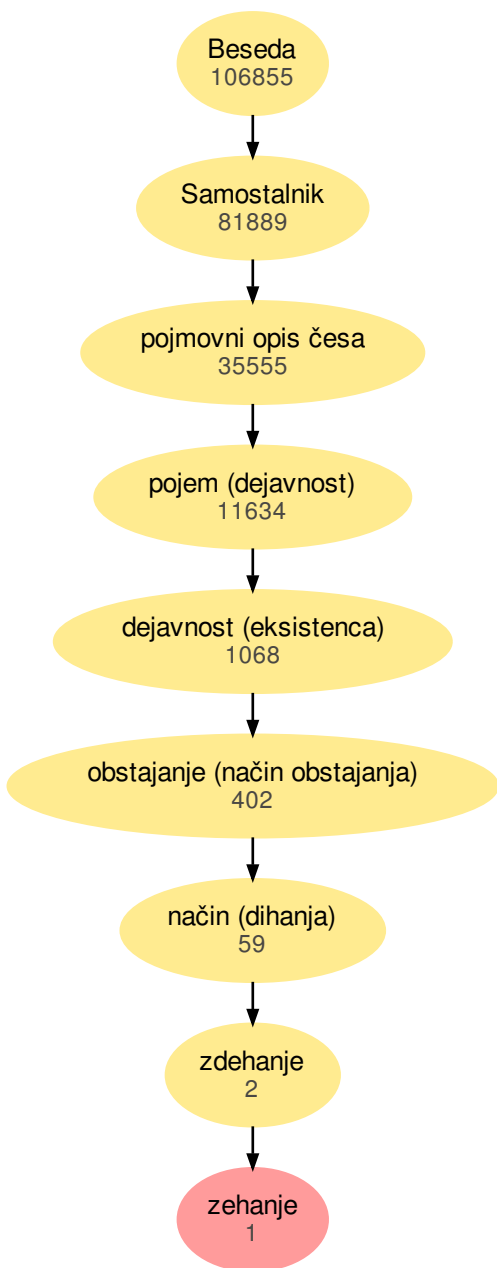 Beseda
106855
Samostalnik
81889
pojmovni opis česa
35555
pojem (dejavnost)
11634
dejavnost (eksistenca)
1068
obstajanje (način obstajanja)
402
način (dihanja)
59
zdehanje
2
zehanje
1